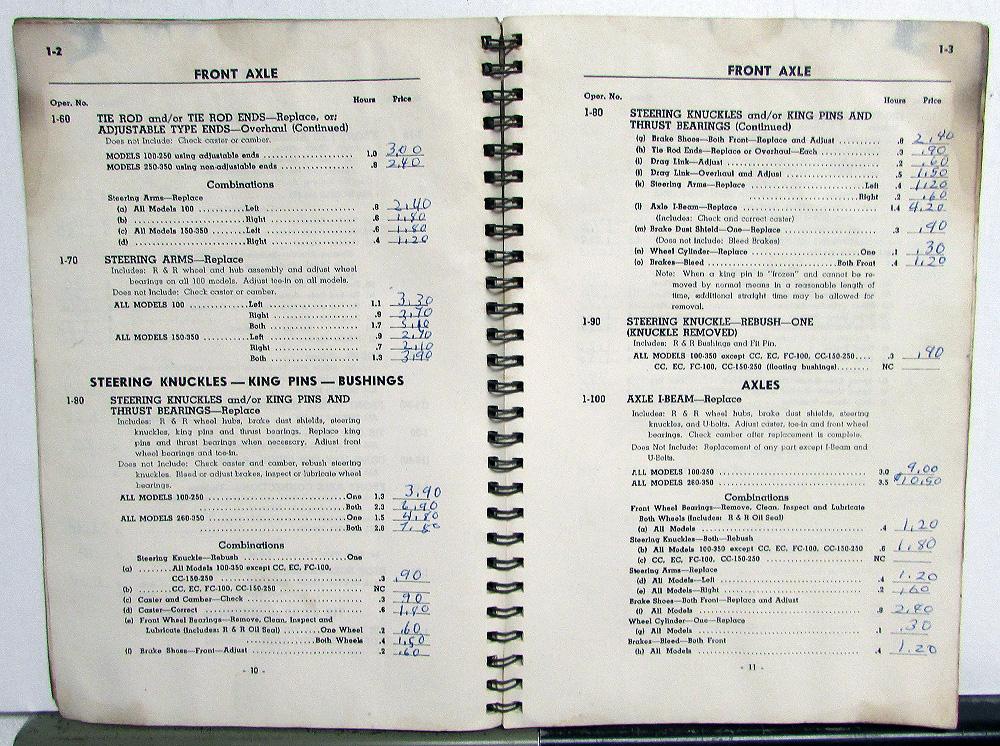 1-2
FRONT AXLE
Oper. No. Hours Price
1-60 TIE ROD and/or TIE ROD ENDS—Replace, or;
ADJUSTABLE TYPE ENDS—Overhaul (Continued)
Does not Include: Check caster or camber.
MODELS 100-250 using adjustable ends 1.0 3.00
MODELS 250-350 using non-adjustable ends .8 2.40
Combinations
Steering Arms—Replace
(a) All Models 100 Left .8 2.40
(b) Right .6 1.80
(c) All Models 150-350 Left .6 1.80
(d) Right .4 1.20
1-70 STEERING ARMS—Replace
Includes: R & R wheel and hub assembly and adjust wheel
bearings on all 100 models. Adjust toe-in on all models.
Does not Include: Check caster or camber.
ALL MODELS 100 Left 1.1 3.30
Right .9 2.70
Both 1.7 5.10
ALL MODELS 150-350 Left .9 2.70
Right .7 2.10
Both 1.3 3.90
STEERING KNUCKLES — KING PINS — BUSHINGS
1-80 STEERING KNUCKLES and/or KING PINS AND
THRUST BEARINGS—Replace
Includes: R & R wheel hubs, brake dust shields, steering
knuckles, king pins and thrust bearings. Replace king
pins and thrust bearings when necessary. Adjust front
wheel bearings and toe-in.
Does not Include: Check caster and camber, rebush steering
knuckles. Bleed or adjust brakes, inspect or lubricate wheel
bearings.
ALL MODELS 100-250 One 1.3 3.90
Both 2.3 6.90
ALL MODELS 260-350 One 1.5
Both 2.5
Combinations
Steering Knuckle—Rebush One
(a) All Models 100-350 except CC, EC, FC-100,
CC-150-250 .3 .90
(b) CC, EC, FC-100, CC-150-250 NC
(c) Caster and Camber—Check .3 .90
(d) Caster—Correct .6 1.80
(e) Front Wheel Bearings—Remove, Clean, Inspect and
Lubricate (Includes: R & R Oil Seal) One Wheel .2 .60
Both Wheels .4
(f) Brake Shoes—Front—Adjust .2 .60
- 10 -
1-3
FRONT AXLE
Oper. No. Hours Price
1-80 STEERING KNUCKLES and/or KING PINS AND
THRUST BEARINGS (Continued)
(g) Brake Shoes—Both Front—Replace and Adjust .8 2.40
(h) Tie Rod Ends—Replace or Overhaul—Each .3 .90
(i) Drag Link—Adjust .2 .60
(j) Drag Link—Overhaul and Adjust .5 1.50
(k) Steering Arms—Replace Left .4 1.20
Right .2 .60
(l) Axle I-Beam—Replace 1.4 4.20
(Includes: Check and correct caster)
(m) Brake Dust Shield—One—Replace .3 .90
(Does not Include: Bleed Brakes)
(n) Wheel Cylinder—Replace One .1 .30
(o) Brakes—Bleed Both Front .4 1.20
Note: When a king pin is "frozen" and cannot be re-
moved by normal means in a reasonable length of
time, additional straight time may be allowed for
removal.
1-90 STEERING KNUCKLE—REBUSH—ONE
(KNUCKLE REMOVED)
Includes: R & R Bushings and Fit Pin.
ALL MODELS 100-350 except CC, EC, FC-100, CC-150-250 .3 .90
CC, EC, FC-100, CC-150-250 (floating bushings) NC
AXLES
1-100 AXLE I-BEAM—Replace
Includes: R & R wheel hubs, brake dust shields, steering
knuckles, and U-bolts. Adjust caster, toe-in and front wheel
bearings. Check camber after replacement is complete.
Does Not Include: Replacement of any part except I-Beam and
U-Bolts.
ALL MODELS 100-250 3.0 9.00
ALL MODELS 260-350 3.5 $10.50
Combinations
Front Wheel Bearings—Remove, Clean, Inspect and Lubricate
Both Wheels (Includes: R & R Oil Seal)
(a) All Models .4 1.20
Steering Knuckles—Both—Rebush
(b) All Models 100-350 except CC, EC, FC-100, CC-150-250 .6 1.80
(c) CC, EC, FC-100, CC-150-250 NC
Steering Arms—Replace
(d) All Models—Left .4 1.20
(e) All Models—Right .2 .60
Brake Shoes—Both Front—Replace and Adjust
(f) All Models .8 2.40
Wheel Cylinder—One—Replace
(g) All Models .1 .30
Brakes—Bleed—Both Front
(h) All Models .4 1.20
- 11 -